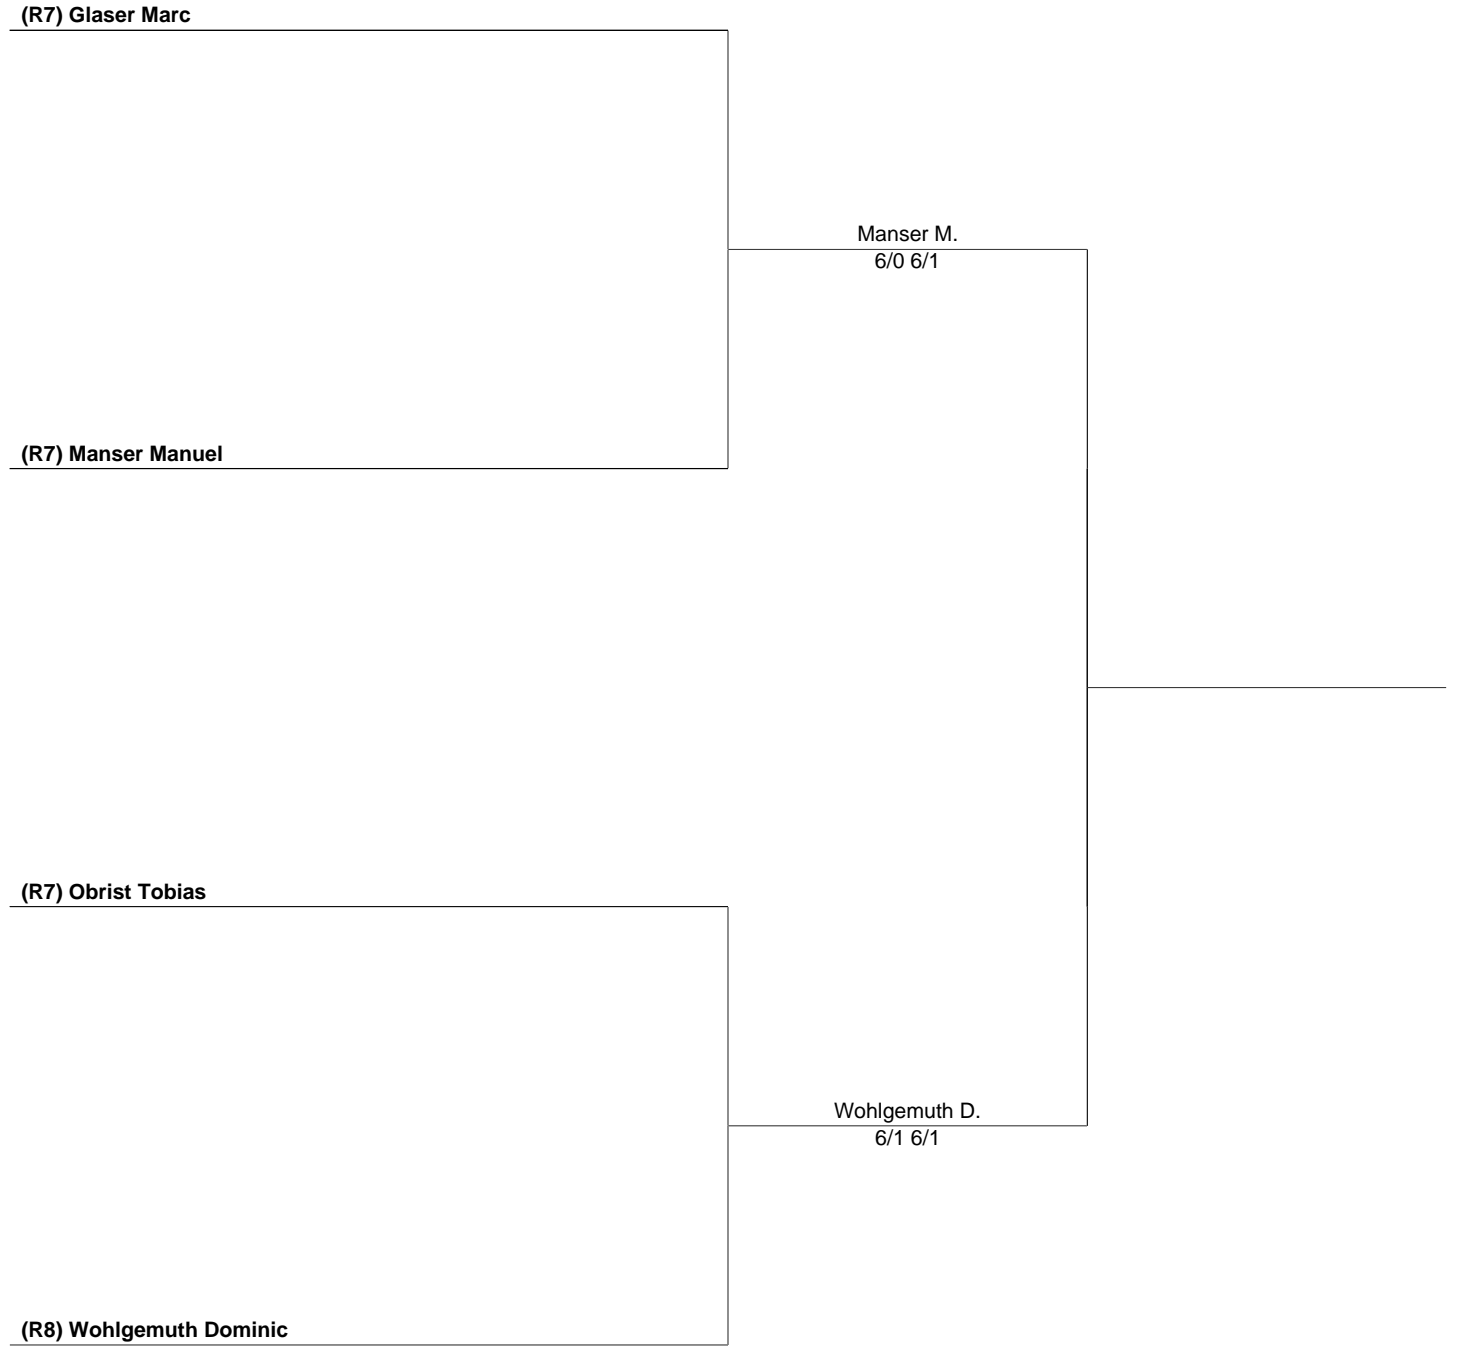 (R7) Glaser Marc
Manser M.
6/0 6/1
(R7) Manser Manuel
(R7) Obrist Tobias
Wohlgemuth D.
6/1 6/1
(R8) Wohlgemuth Dominic